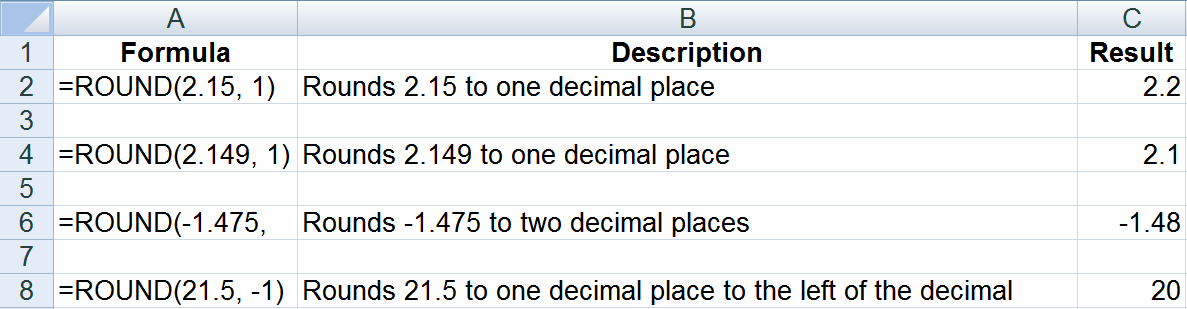 A B C
1 Formula Description Result
2 =ROUND(2.15, 1) Rounds 2.15 to one decimal place 2.2
3
4 =ROUND(2.149, 1) Rounds 2.149 to one decimal place 2.1
5
6 =ROUND(-1.475, Rounds -1.475 to two decimal places -1.48
7
8 =ROUND(21.5, -1) Rounds 21.5 to one decimal place to the left of the decimal 20